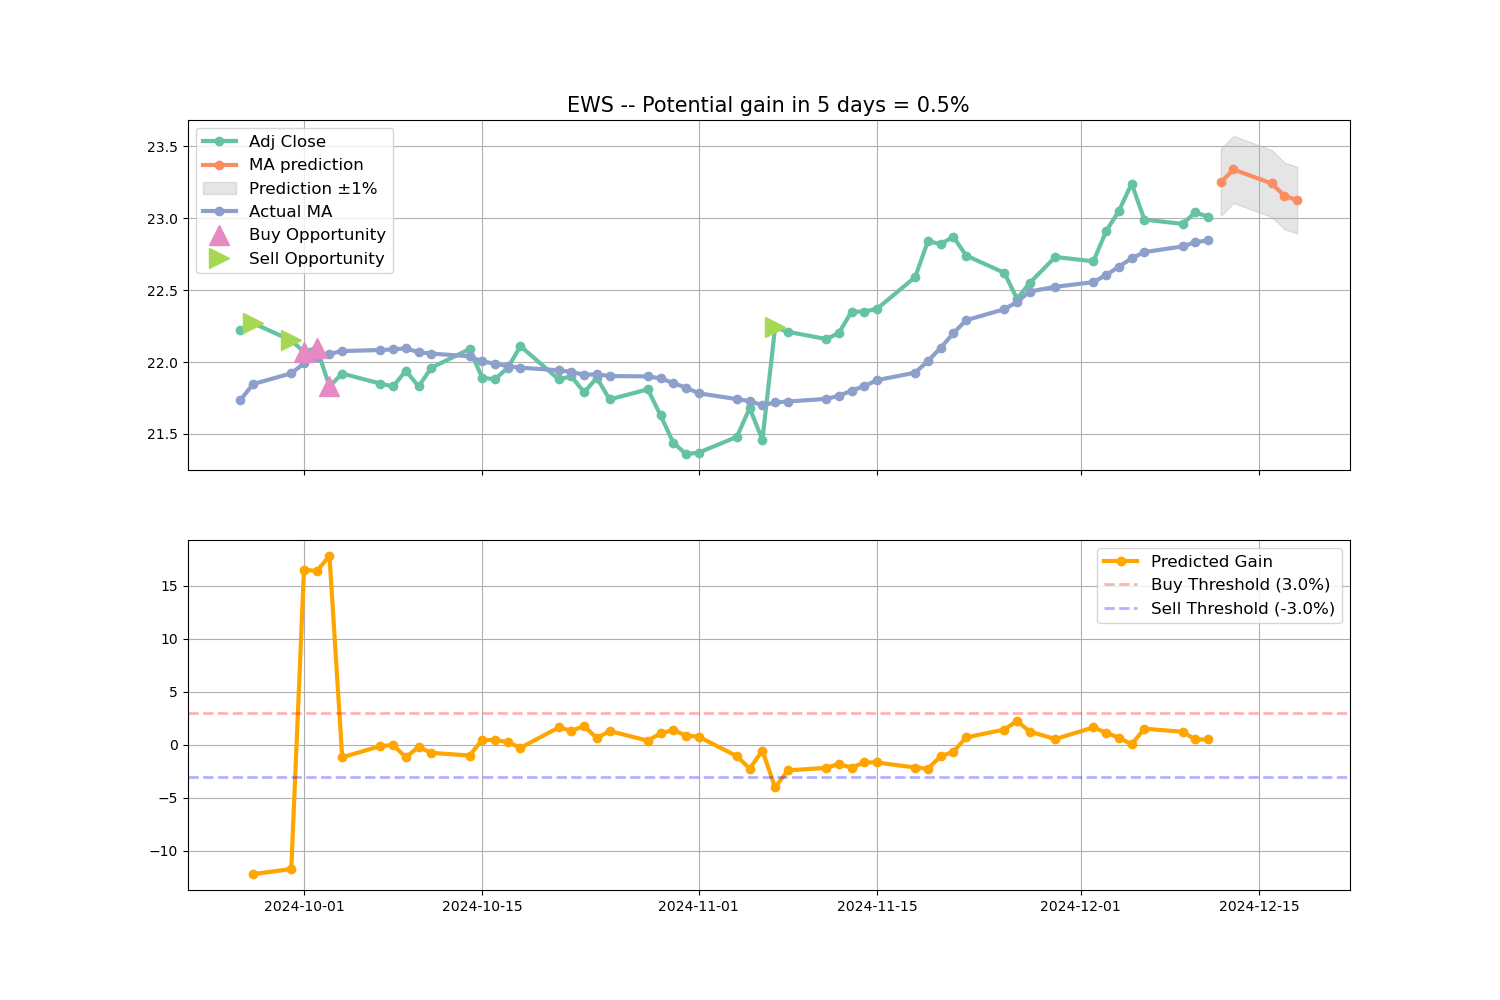 EWS -- Potential gain in 5 days = 0.5%
23.5
23.0
22.5
22.0
21.5
Adj Close
MA prediction
Prediction ±1%
Actual MA
Buy Opportunity
Sell Opportunity
15
10
5
0
−5
−10
Predicted Gain
Buy Threshold (3.0%)
Sell Threshold (-3.0%)
2024-10-01
2024-10-15
2024-11-01
2024-11-15
2024-12-01
2024-12-15